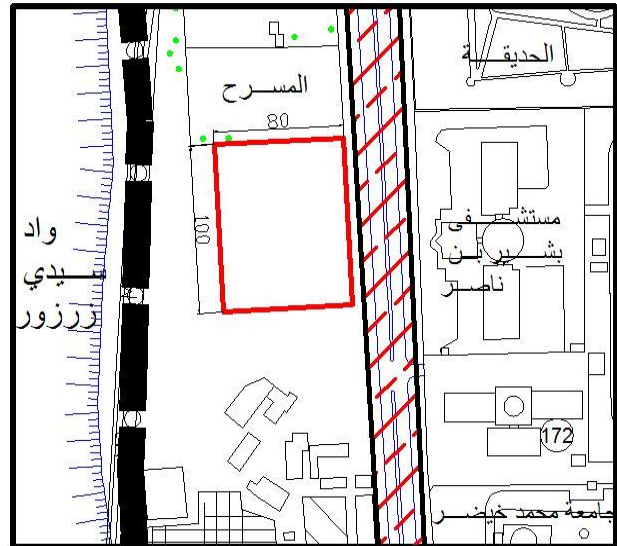 الحديقة
المسرح
80
100
مستشفى
بشير بن
ناصر
واد
سيدي
زرزور
172
جامعة محمد خيضر